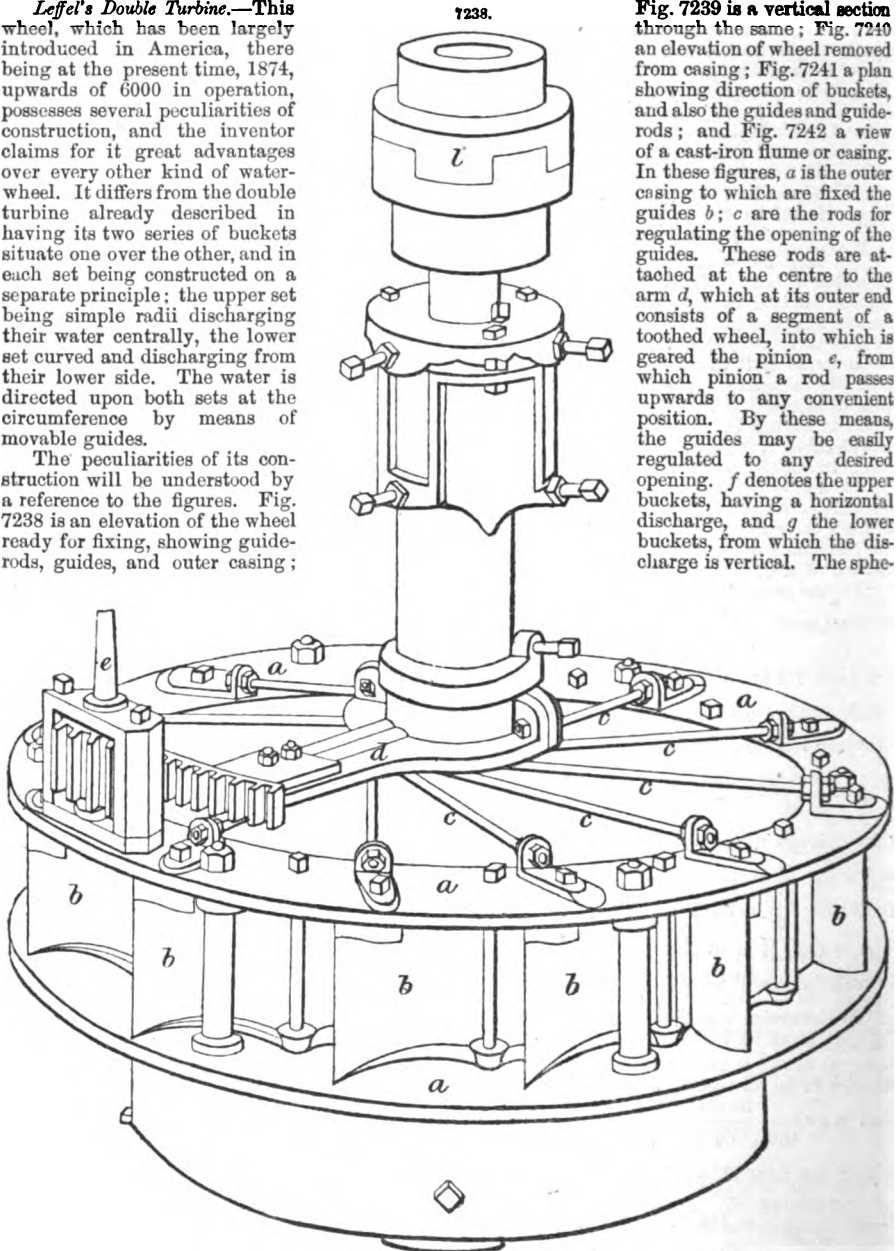 Leffel's Double Turbine.—This
wheel, which has been largely
introduced in America, there
being at the present time, 1874,
upwards of 6000 in operation,
possesses several peculiarities of
construction, and the inventor
claims for it great advantages
over every other kind of water-
wheel. It differs from the double
turbine already described in
having its two series of buckets
situate one over the other, and in
each set being constructed on a
separate principle; the upper set
being simple radii discharging
their water centrally, the lower
set curved and discharging from
their lower side. The water is
directed upon both sets at the
circumference by means of
movable guides.
The peculiarities of its con-
struction will be understood by
a reference to the figures. Fig.
7238 is an elevation of the wheel
ready for fixing, showing guide-
rods, guides, and outer casing;
7238.
Fig. 7239 is a vertical section
through the same; Fig. 7240
an elevation of wheel removed
from casing; Fig. 7241 a plan
showing direction of buckets,
and also the guides and guide-
rods; and Fig. 7242 a view
of a cast-iron flume or casing.
In these figures, a is the outer
casing to which are fixed the
guides b; c are the rods for
regulating the opening of the
guides. These rods are at-
tached at the centre to the
arm d, which at its outer end
consists of a segment of a
toothed wheel, into which is
geared the pinion e, from
which pinion a rod passes
upwards to any convenient
position. By these means,
the guides may be easily
regulated to any desired
opening. f denotes the upper
buckets, having a horizontal
discharge, and g the lower
buckets, from which the dis-
charge is vertical. The sphe-
l
e
a
a
c
d
c
c
c
c
a
b
b
b
b
b
b
a